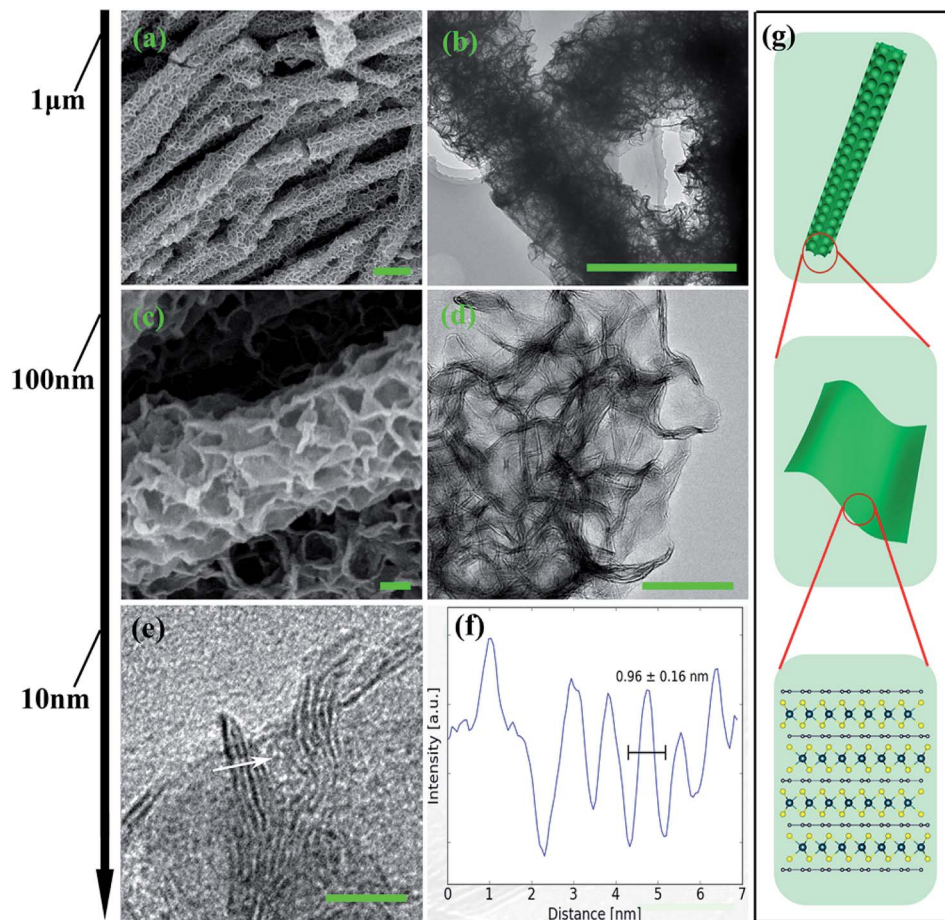 1μm
100nm
10nm
(a)
(b)
(c)
(d)
(e)
(f)
0.96 ± 0.16 nm
Intensity [a.u.]
0 1 2 3 4 5 6 7
Distance [nm]
(g)